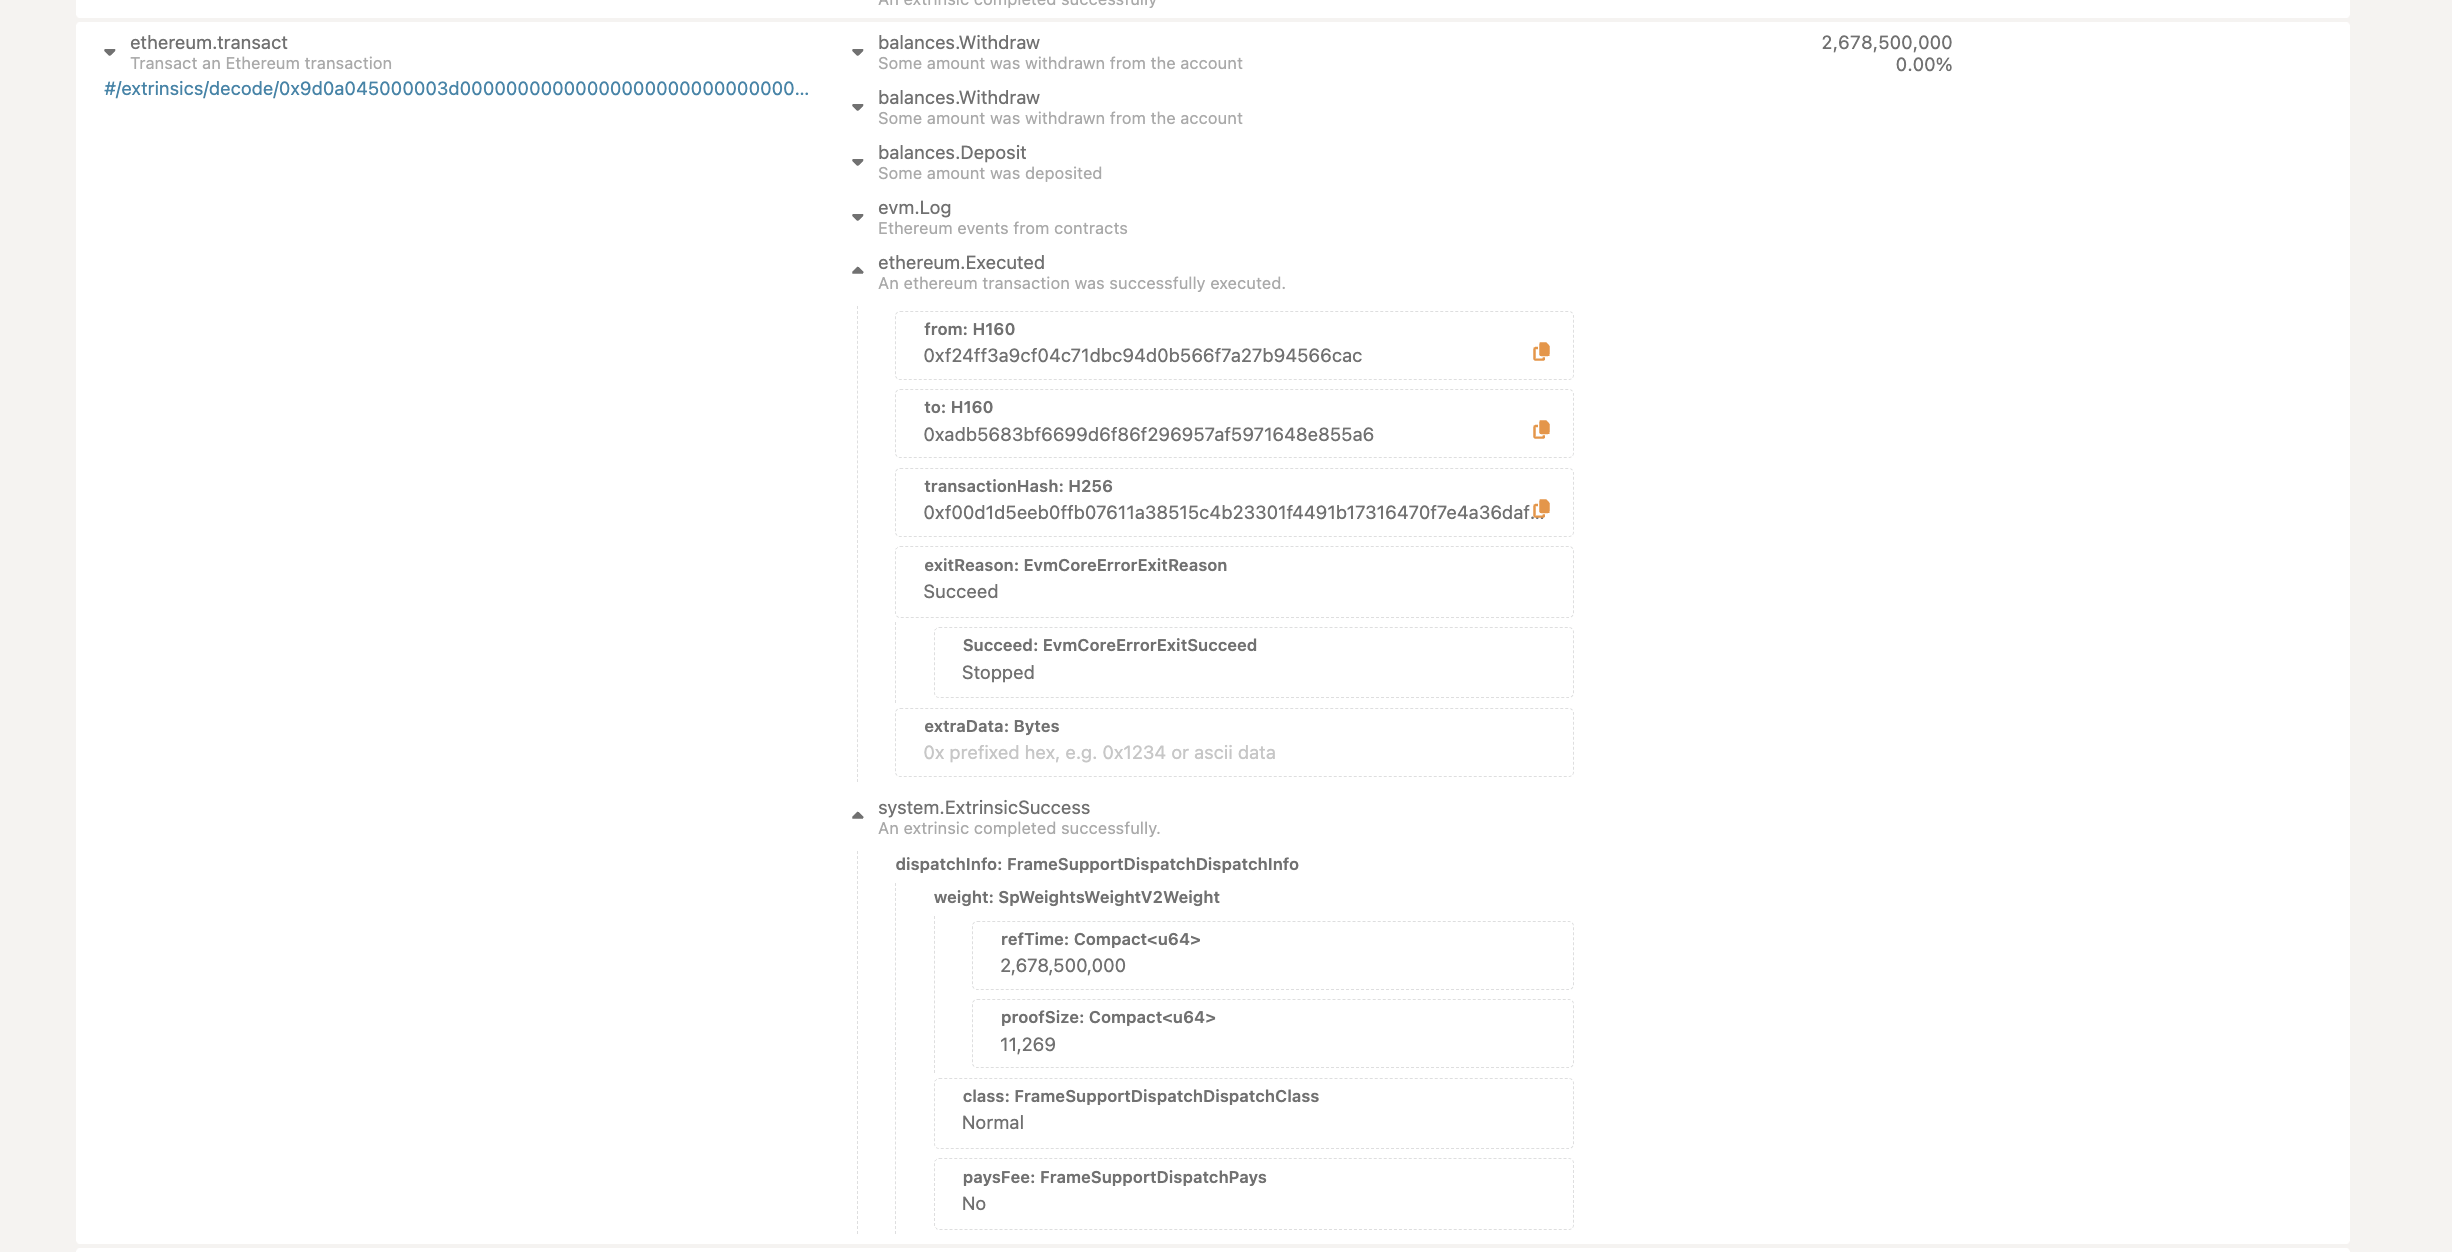 An extrinsic completed successfully
ethereum.transact
Transact an Ethereum transaction
#/extrinsics/decode/0x9d0a045000003d00000000000000000000000000000...
balances.Withdraw
Some amount was withdrawn from the account
2,678,500,000
0.00%
balances.Withdraw
Some amount was withdrawn from the account
balances.Deposit
Some amount was deposited
evm.Log
Ethereum events from contracts
ethereum.Executed
An ethereum transaction was successfully executed.
from: H160
0xf24ff3a9cf04c71dbc94d0b566f7a27b94566cac
to: H160
0xadb5683bf6699d6f86f296957af5971648e855a6
transactionHash: H256
0xf00d1d5eeb0ffb07611a38515c4b23301f4491b17316470f7e4a36daf...
exitReason: EvmCoreErrorExitReason
Succeed
Succeed: EvmCoreErrorExitSucceed
Stopped
extraData: Bytes
0x prefixed hex, e.g. 0x1234 or ascii data
system.ExtrinsicSuccess
An extrinsic completed successfully.
dispatchInfo: FrameSupportDispatchDispatchInfo
weight: SpWeightsWeightV2Weight
refTime: Compact<u64>
2,678,500,000
proofSize: Compact<u64>
11,269
class: FrameSupportDispatchDispatchClass
Normal
paysFee: FrameSupportDispatchPays
No